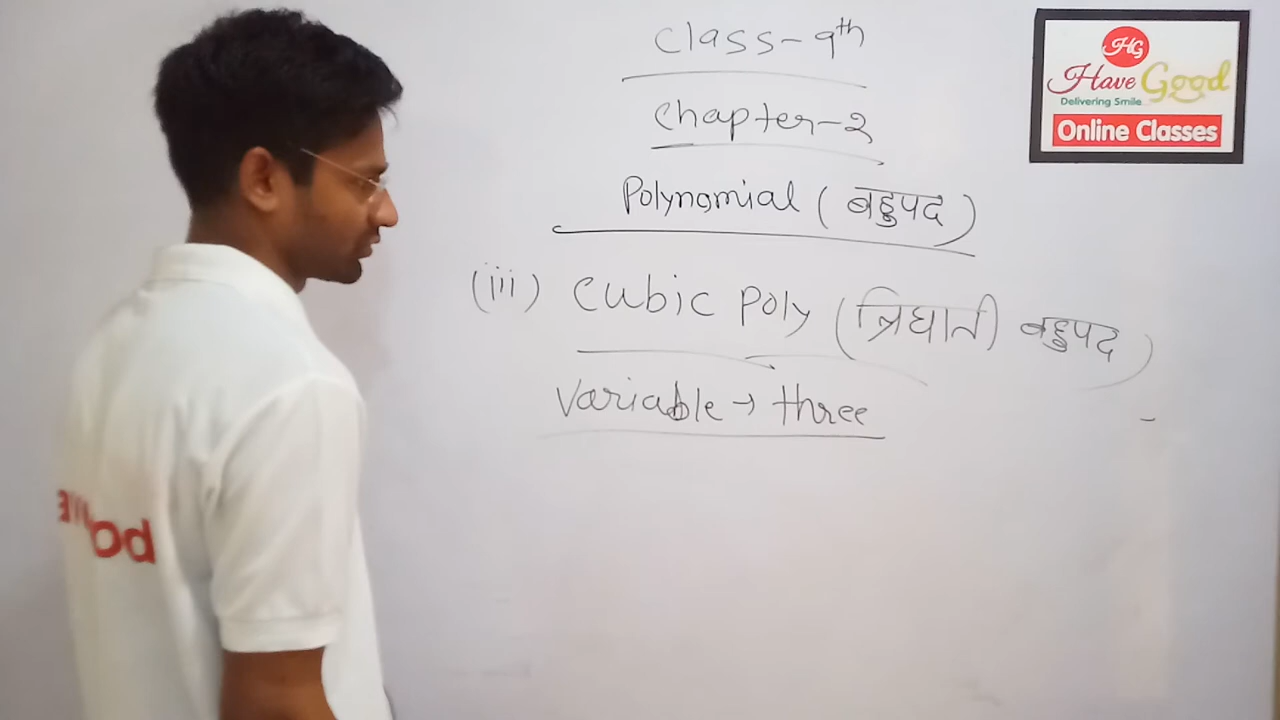 Class-9th
Chapter-2
Polynomial (बहुपद)
(iii) Cubic Poly (त्रिघाती बहुपद)
Variable → three
HG
Have Good
Delivering Smile
Online Classes
od